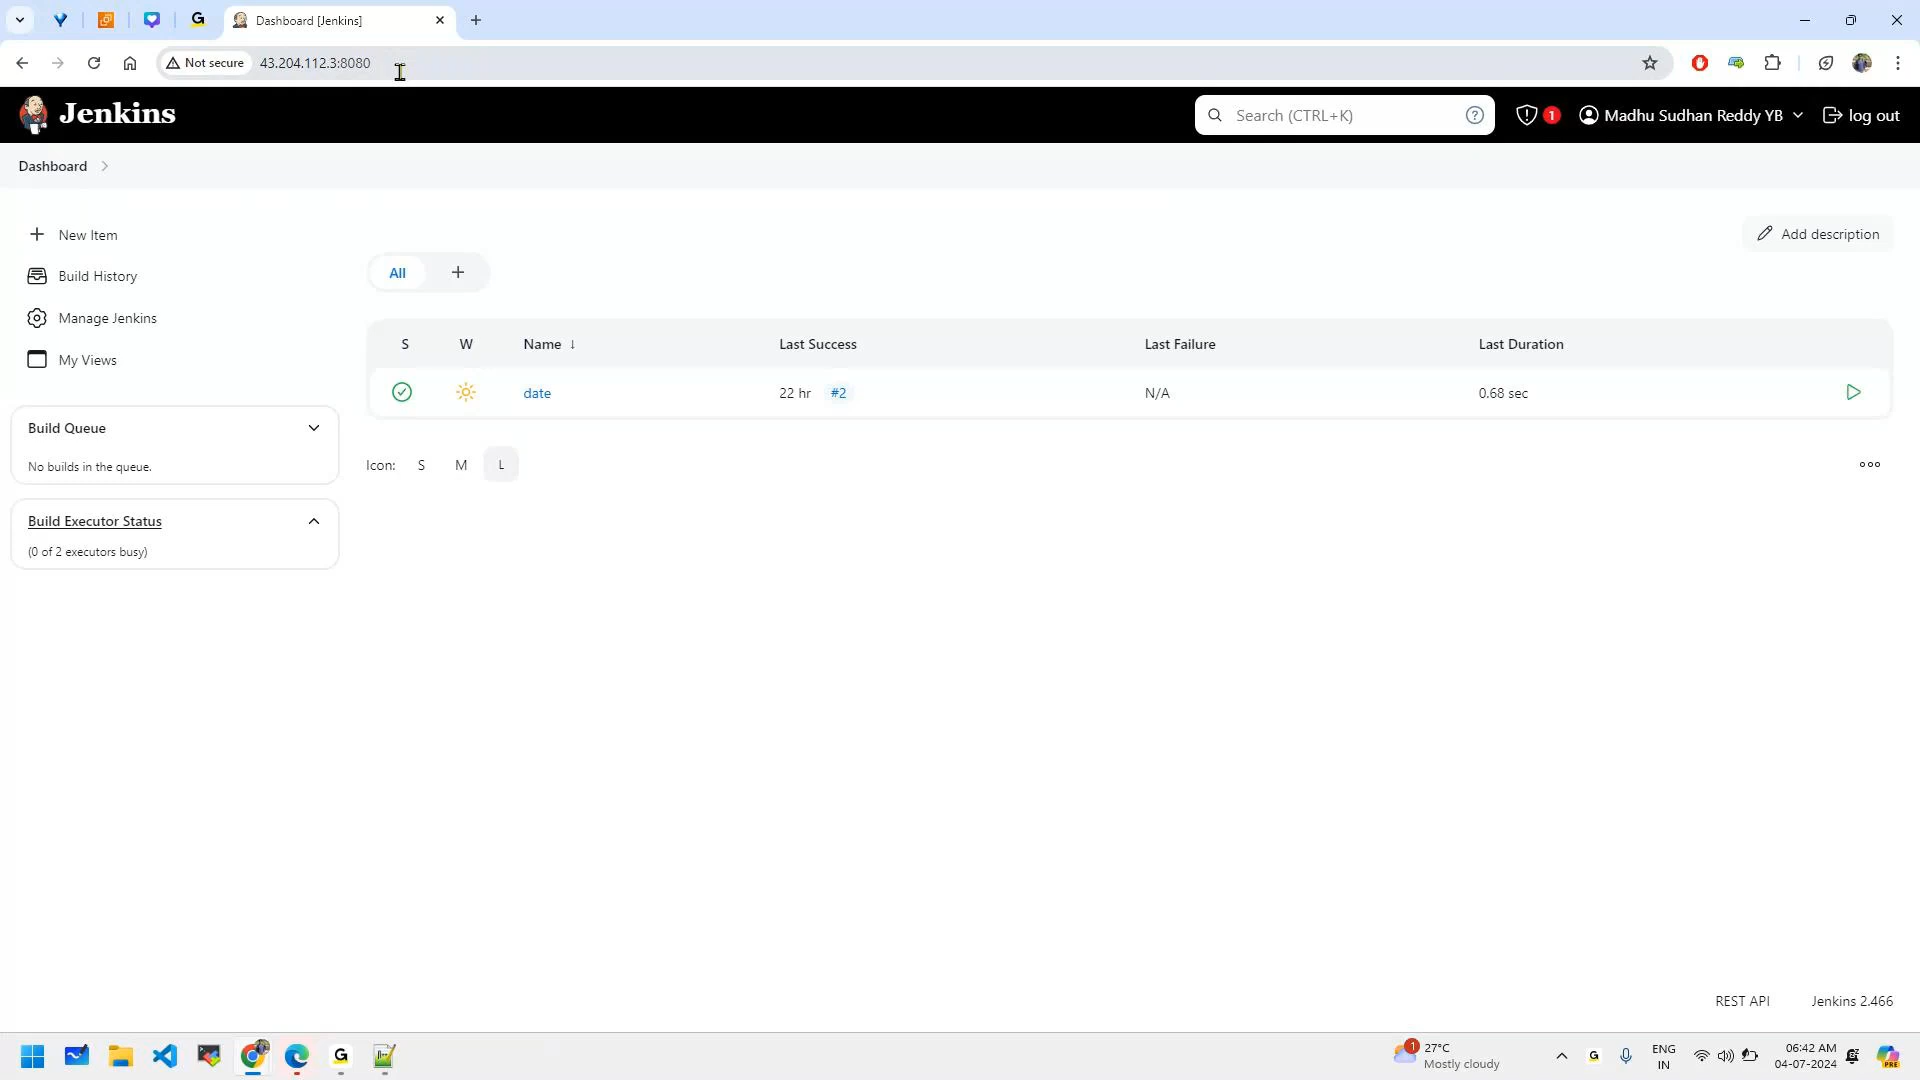 Dashboard [Jenkins]
Not secure
43.204.112.3:8080
Jenkins
Search (CTRL+K)
1
Madhu Sudhan Reddy YB
log out
Dashboard
New Item
Add description
Build History
All
+
Manage Jenkins
My Views
S W Name ↓ Last Success Last Failure Last Duration
date 22 hr #2 N/A 0.68 sec
Build Queue
No builds in the queue.
Icon: S M L
Build Executor Status
(0 of 2 executors busy)
REST API
Jenkins 2.466
1
27°C
Mostly cloudy
G
ENG
IN
06:42 AM
04-07-2024
PRE